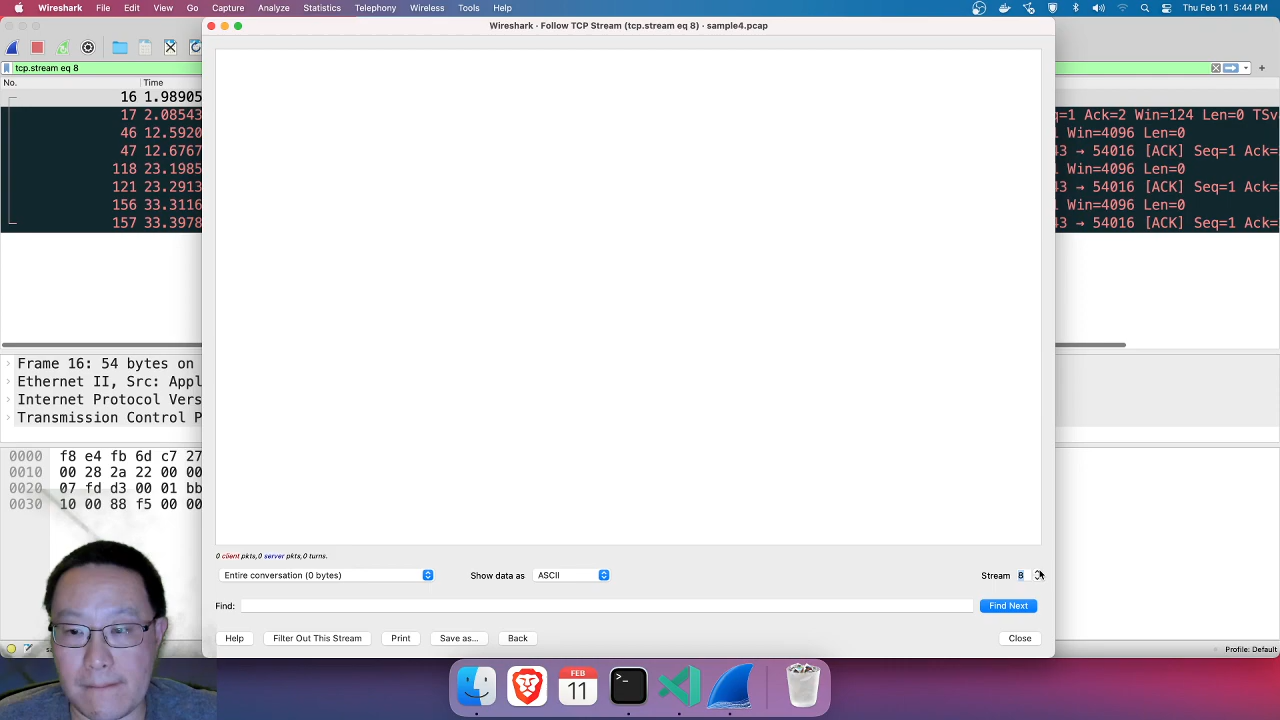 Wireshark File Edit View Go Capture Analyze Statistics Telephony Wireless Tools Help Thu Feb 11 5:44 PM
Wireshark · Follow TCP Stream (tcp.stream eq 8) · sample4.pcap
tcp.stream eq 8
No. Time
16 1.98905
17 2.08543 =1 Ack=2 Win=124 Len=0 TSv
46 12.5920 Win=4096 Len=0
47 12.6767 43 → 54016 [ACK] Seq=1 Ack=
118 23.1985 Win=4096 Len=0
121 23.2913 43 → 54016 [ACK] Seq=1 Ack=
156 33.3116 Win=4096 Len=0
157 33.3978 43 → 54016 [ACK] Seq=1 Ack=
Frame 16: 54 bytes on
Ethernet II, Src: Appl
Internet Protocol Vers
Transmission Control P
0000 f8 e4 fb 6d c7 27
0010 00 28 2a 22 00 00
0020 07 fd d3 00 01 bb
0030 10 00 88 f5 00 00
0 client pkts, 0 server pkts, 0 turns.
Entire conversation (0 bytes) Show data as ASCII Stream 8
Find: Find Next
Help Filter Out This Stream Print Save as... Back Close
Profile: Default
FEB
11